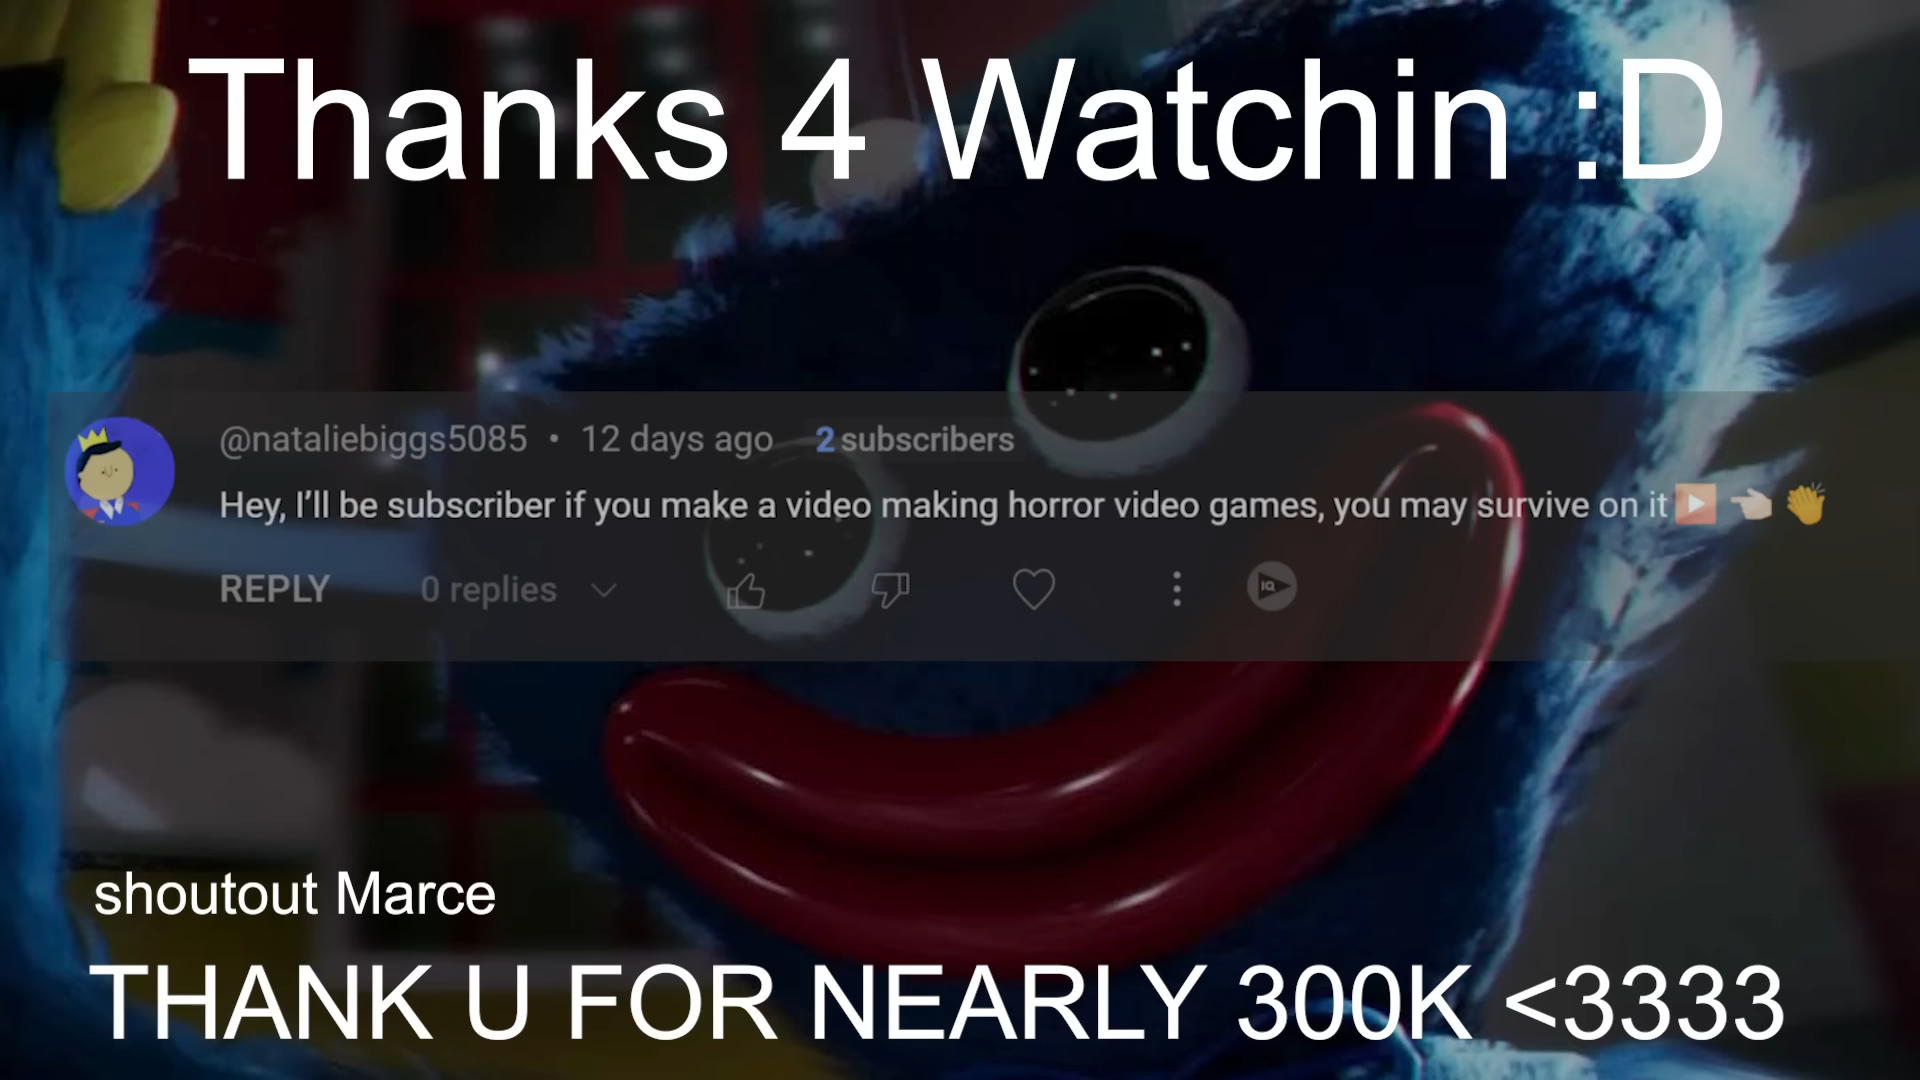 Thanks 4 Watchin :D
@nataliebiggs5085 • 12 days ago 2 subscribers
Hey, I’ll be subscriber if you make a video making horror video games, you may survive on it ▶️ 👈🏻 👏
REPLY 0 replies
IQ
shoutout Marce
THANK U FOR NEARLY 300K <3333